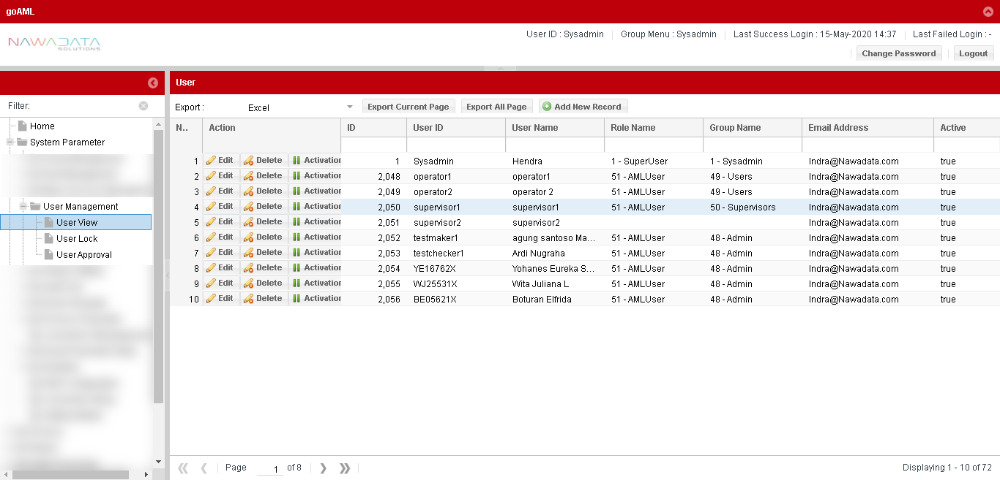 goAML
NAWADATA
SOLUTIONS
User ID : Sysadmin Group Menu : Sysadmin Last Success Login : 15-May-2020 14:37 Last Failed Login : -
Change Password Logout
User
Filter:
Home
System Parameter
User Management
User View
User Lock
User Approval
Export : Excel Export Current Page Export All Page Add New Record
N.. Action ID User ID User Name Role Name Group Name Email Address Active
1 Edit Delete Activation 1 Sysadmin Hendra 1 - SuperUser 1 - Sysadmin Indra@Nawadata.com true
2 Edit Delete Activation 2,048 operator1 operator1 51 - AMLUser 49 - Users Indra@Nawadata.com true
3 Edit Delete Activation 2,049 operator2 operator 2 51 - AMLUser 49 - Users Indra@Nawadata.com true
4 Edit Delete Activation 2,050 supervisor1 supervisor1 51 - AMLUser 50 - Supervisors Indra@Nawadata.com true
5 Edit Delete Activation 2,051 supervisor2 supervisor2 Indra@Nawadata.com true
6 Edit Delete Activation 2,052 testmaker1 agung santoso Ma... 51 - AMLUser 48 - Admin Indra@Nawadata.com true
7 Edit Delete Activation 2,053 testchecker1 Ardi Nugraha 51 - AMLUser 48 - Admin Indra@Nawadata.com true
8 Edit Delete Activation 2,054 YE16762X Yohanes Eureka S... 51 - AMLUser 48 - Admin Indra@Nawadata.com true
9 Edit Delete Activation 2,055 WJ25531X Wita Juliana L 51 - AMLUser 48 - Admin Indra@Nawadata.com true
10 Edit Delete Activation 2,056 BE05621X Boturan Elfrida 51 - AMLUser 48 - Admin Indra@Nawadata.com true
Page 1 of 8 Displaying 1 - 10 of 72